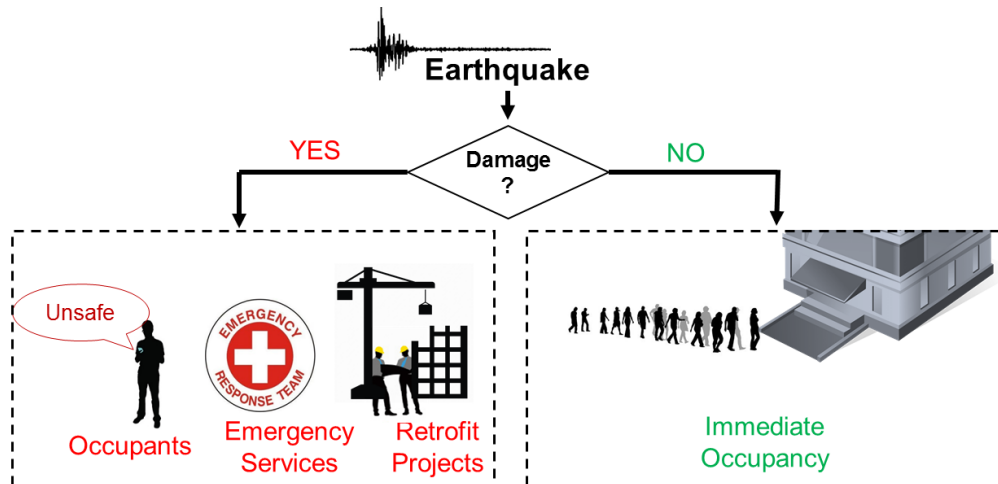 Earthquake
Damage
?
YES
NO
Unsafe
EMERGENCY
RESPONSE TEAM
Occupants
Emergency
Services
Retrofit
Projects
Immediate
Occupancy